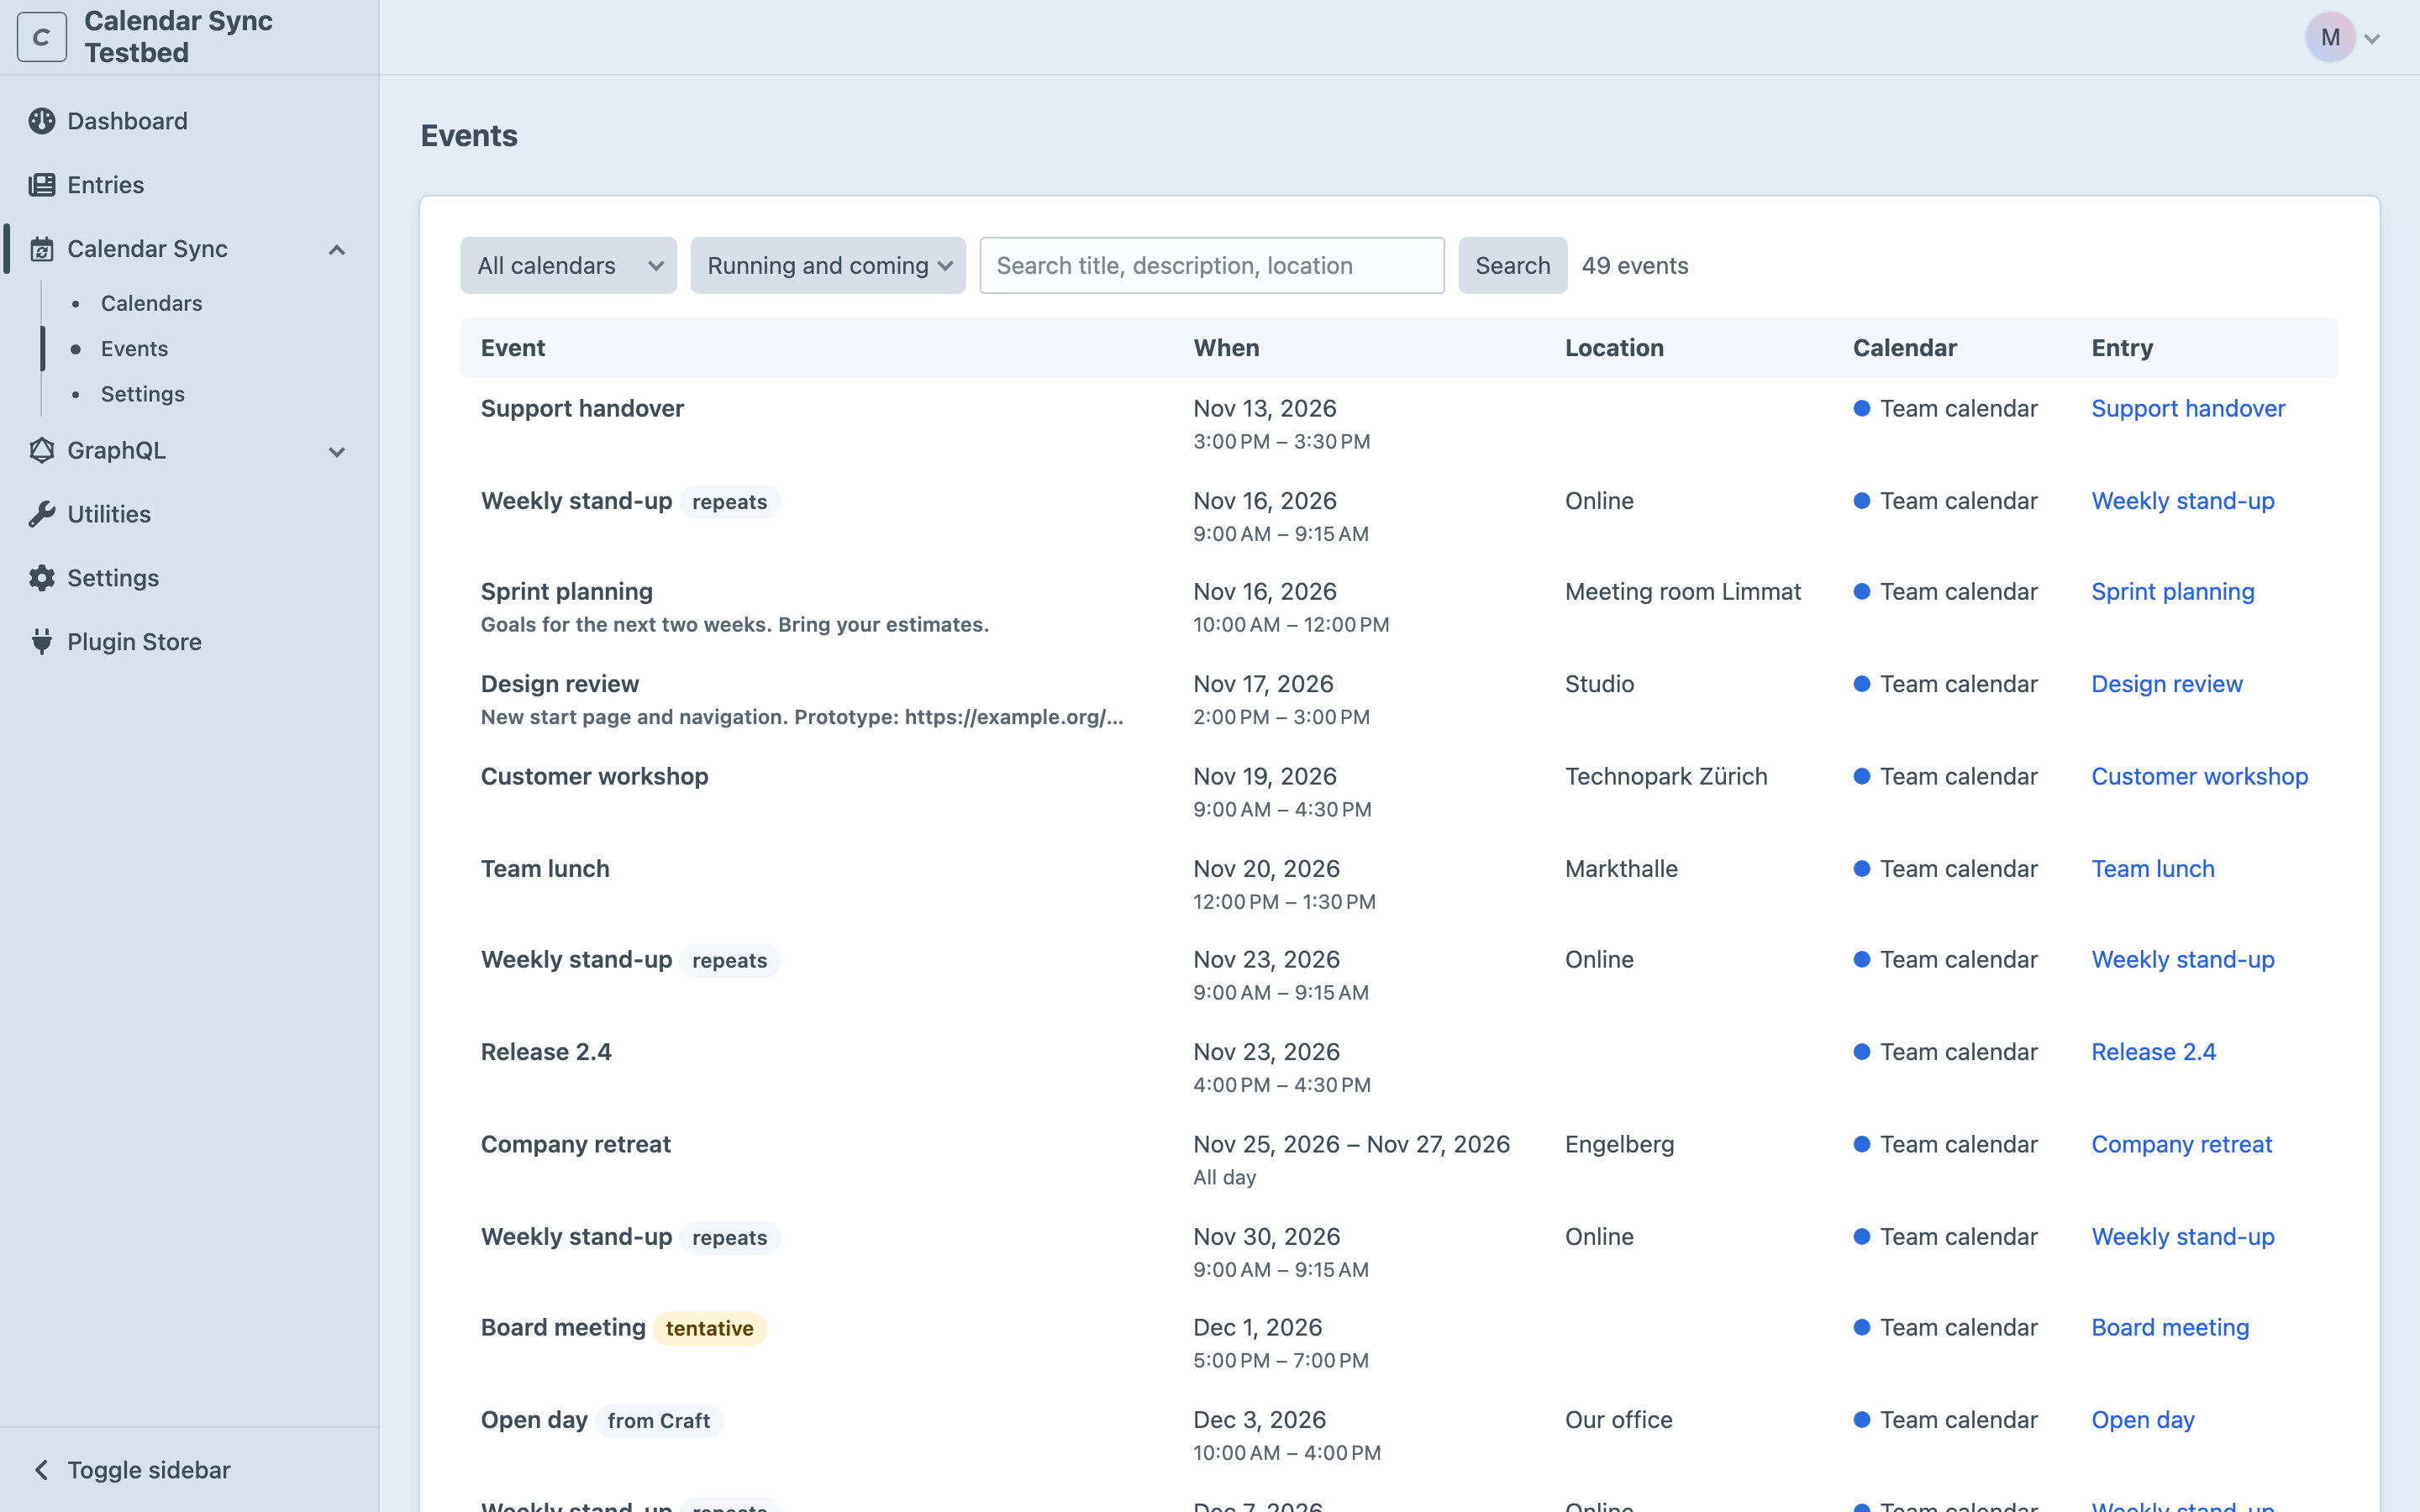 C
Calendar Sync
Testbed
M
Dashboard
Entries
Calendar Sync
Calendars
Events
Settings
GraphQL
Utilities
Settings
Plugin Store
Toggle sidebar
Events
All calendars
Running and coming
Search title, description, location
Search
49 events
Event When Location Calendar Entry
Support handover Nov 13, 2026 Team calendar Support handover
3:00 PM – 3:30 PM
Weekly stand-up repeats Nov 16, 2026 Online Team calendar Weekly stand-up
9:00 AM – 9:15 AM
Sprint planning Nov 16, 2026 Meeting room Limmat Team calendar Sprint planning
Goals for the next two weeks. Bring your estimates. 10:00 AM – 12:00 PM
Design review Nov 17, 2026 Studio Team calendar Design review
New start page and navigation. Prototype: https://example.org/... 2:00 PM – 3:00 PM
Customer workshop Nov 19, 2026 Technopark Zürich Team calendar Customer workshop
9:00 AM – 4:30 PM
Team lunch Nov 20, 2026 Markthalle Team calendar Team lunch
12:00 PM – 1:30 PM
Weekly stand-up repeats Nov 23, 2026 Online Team calendar Weekly stand-up
9:00 AM – 9:15 AM
Release 2.4 Nov 23, 2026 Team calendar Release 2.4
4:00 PM – 4:30 PM
Company retreat Nov 25, 2026 – Nov 27, 2026 Engelberg Team calendar Company retreat
All day
Weekly stand-up repeats Nov 30, 2026 Online Team calendar Weekly stand-up
9:00 AM – 9:15 AM
Board meeting tentative Dec 1, 2026 Team calendar Board meeting
5:00 PM – 7:00 PM
Open day from Craft Dec 3, 2026 Our office Team calendar Open day
10:00 AM – 4:00 PM
Weekly stand-up repeats Dec 7, 2026 Online Team calendar Weekly stand-up